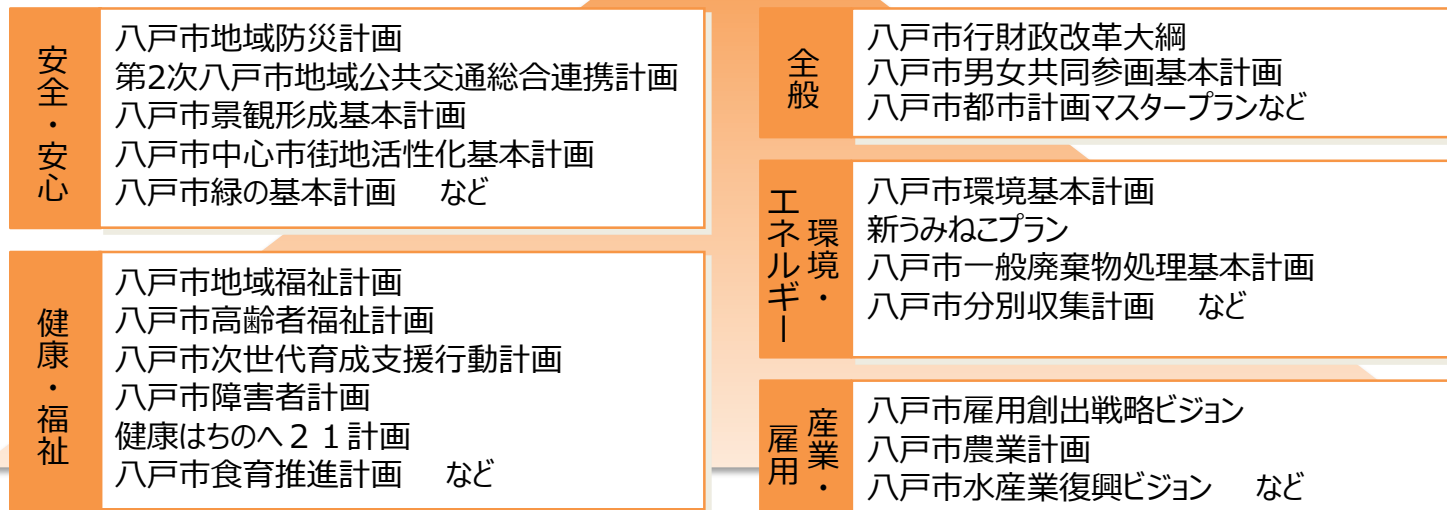 安全・安心
八戸市地域防災計画
第2次八戸市地域公共交通総合連携計画
八戸市景観形成基本計画
八戸市中心市街地活性化基本計画
八戸市緑の基本計画　など
健康・福祉
八戸市地域福祉計画
八戸市高齢者福祉計画
八戸市次世代育成支援行動計画
八戸市障害者計画
健康はちのへ２１計画
八戸市食育推進計画　など
全般
八戸市行財政改革大綱
八戸市男女共同参画基本計画
八戸市都市計画マスタープランなど
環境・
エネルギー
八戸市環境基本計画
新うみねこプラン
八戸市一般廃棄物処理基本計画
八戸市分別収集計画　など
産業・
雇用
八戸市雇用創出戦略ビジョン
八戸市農業計画
八戸市水産業復興ビジョン　など